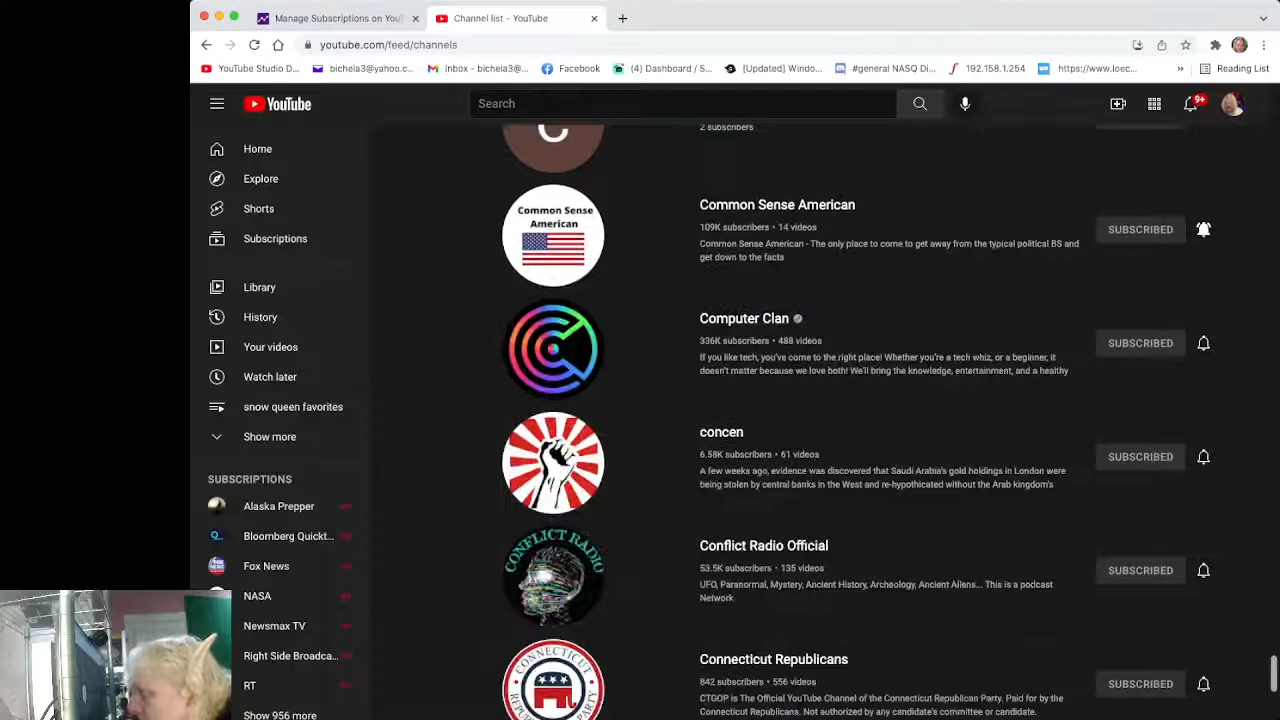 Manage Subscriptions on You
Channel list - YouTube
youtube.com/feed/channels
YouTube Studio D...
bichela3@yahoo.c...
Inbox - bichela3@...
Facebook
(4) Dashboard / S...
[Updated] Windo...
#general NASQ Di...
192.168.1.254
https://www.lcec...
»
Reading List
YouTube
Search
9+
Home
Explore
Shorts
Subscriptions
Library
History
Your videos
Watch later
snow queen favorites
Show more
SUBSCRIPTIONS
Alaska Prepper
Bloomberg Quickt...
Fox News
NASA
Newsmax TV
Right Side Broadca...
RT
Show 956 more
C
2 subscribers
Common Sense
American
Common Sense American
109K subscribers • 14 videos
Common Sense American - The only place to come to get away from the typical political BS and
get down to the facts
SUBSCRIBED
Computer Clan
336K subscribers • 488 videos
If you like tech, you've come to the right place! Whether you're a tech whiz, or a beginner, it
doesn't matter because we love both! We'll bring the knowledge, entertainment, and a healthy
SUBSCRIBED
concen
6.58K subscribers • 61 videos
A few weeks ago, evidence was discovered that Saudi Arabia's gold holdings in London were
being stolen by central banks in the West and re-hypothicated without the Arab kingdom's
SUBSCRIBED
CONFLICT RADIO
Conflict Radio Official
53.5K subscribers • 135 videos
UFO, Paranormal, Mystery, Ancient History, Archeology, Ancient Aliens... This is a podcast
Network.
SUBSCRIBED
CONNECTICUT
Connecticut Republicans
842 subscribers • 556 videos
CTGOP is The Official YouTube Channel of the Connecticut Republican Party. Paid for by the
Connecticut Republicans. Not authorized by any candidate's committee or candidate.
SUBSCRIBED